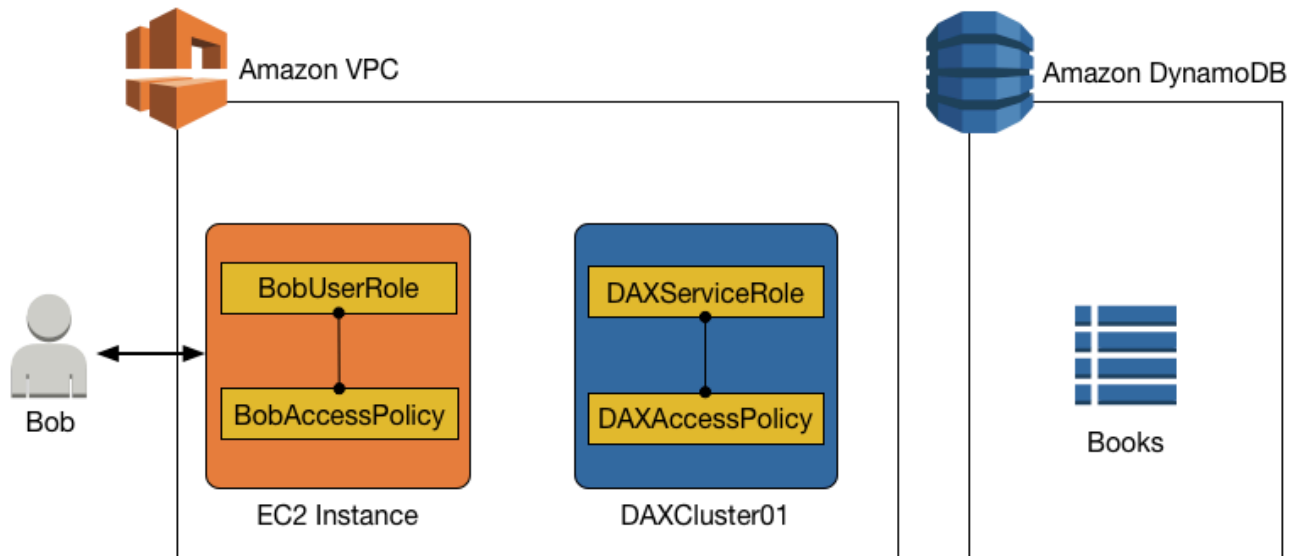 Amazon VPC
Amazon DynamoDB
BobUserRole
DAXServiceRole
BobAccessPolicy
DAXAccessPolicy
Bob
Books
EC2 Instance
DAXCluster01